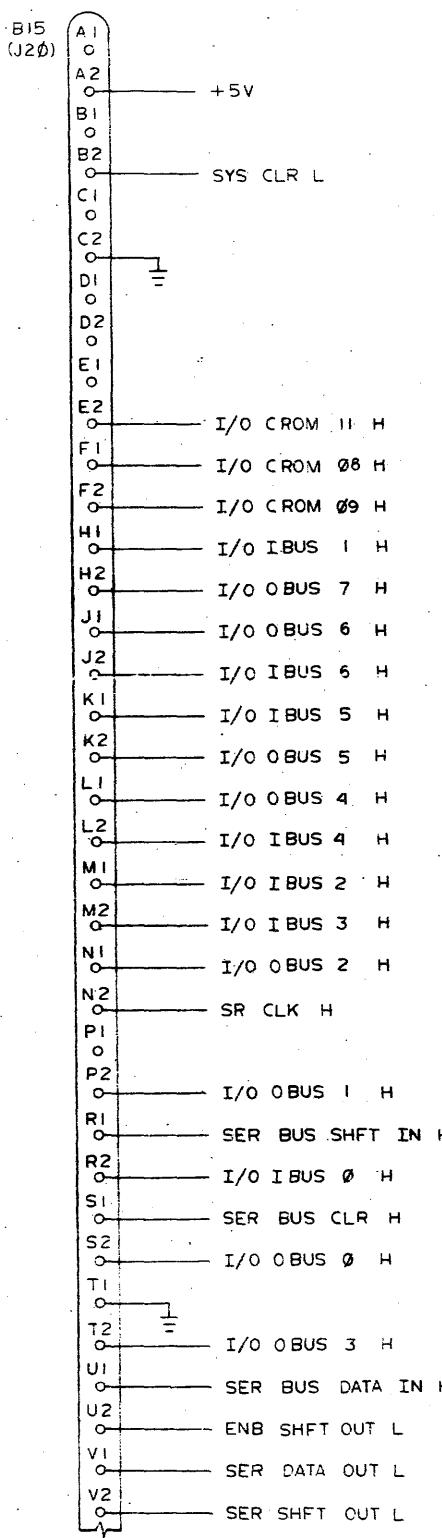 B15
(J2Ø)
A1
A2 +5V
B1
B2 SYS CLR L
C1
C2
D1
D2
E1
E2 I/O CROM 11 H
F1 I/O CROM Ø8 H
F2 I/O CROM Ø9 H
H1 I/O IBUS 1 H
H2 I/O OBUS 7 H
J1 I/O OBUS 6 H
J2 I/O IBUS 6 H
K1 I/O IBUS 5 H
K2 I/O OBUS 5 H
L1 I/O OBUS 4 H
L2 I/O IBUS 4 H
M1 I/O IBUS 2 H
M2 I/O IBUS 3 H
N1 I/O OBUS 2 H
N2 SR CLK H
P1
P2 I/O OBUS 1 H
R1 SER BUS SHFT IN H
R2 I/O IBUS Ø H
S1 SER BUS CLR H
S2 I/O OBUS Ø H
T1
T2 I/O OBUS 3 H
U1 SER BUS DATA IN H
U2 ENB SHFT OUT L
V1 SER DATA OUT L
V2 SER SHFT OUT L